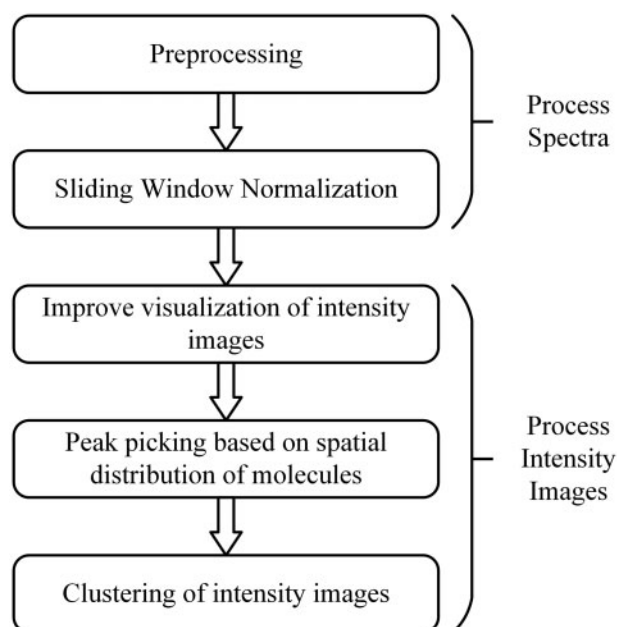 Preprocessing
Process
Spectra
Sliding Window Normalization
Improve visualization of intensity
images
Peak picking based on spatial
distribution of molecules
Process
Intensity
Images
Clustering of intensity images